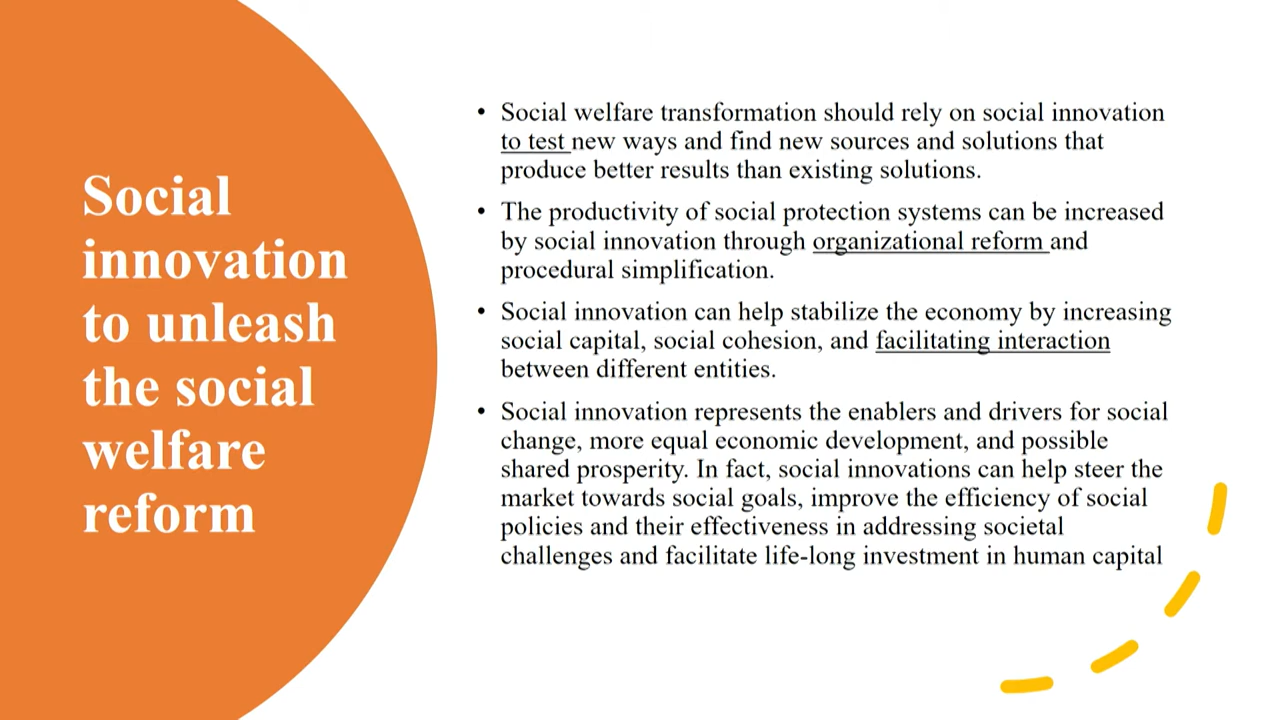 Social
innovation
to unleash
the social
welfare
reform
• Social welfare transformation should rely on social innovation
to test new ways and find new sources and solutions that
produce better results than existing solutions.
• The productivity of social protection systems can be increased
by social innovation through organizational reform and
procedural simplification.
• Social innovation can help stabilize the economy by increasing
social capital, social cohesion, and facilitating interaction
between different entities.
• Social innovation represents the enablers and drivers for social
change, more equal economic development, and possible
shared prosperity. In fact, social innovations can help steer the
market towards social goals, improve the efficiency of social
policies and their effectiveness in addressing societal
challenges and facilitate life-long investment in human capital